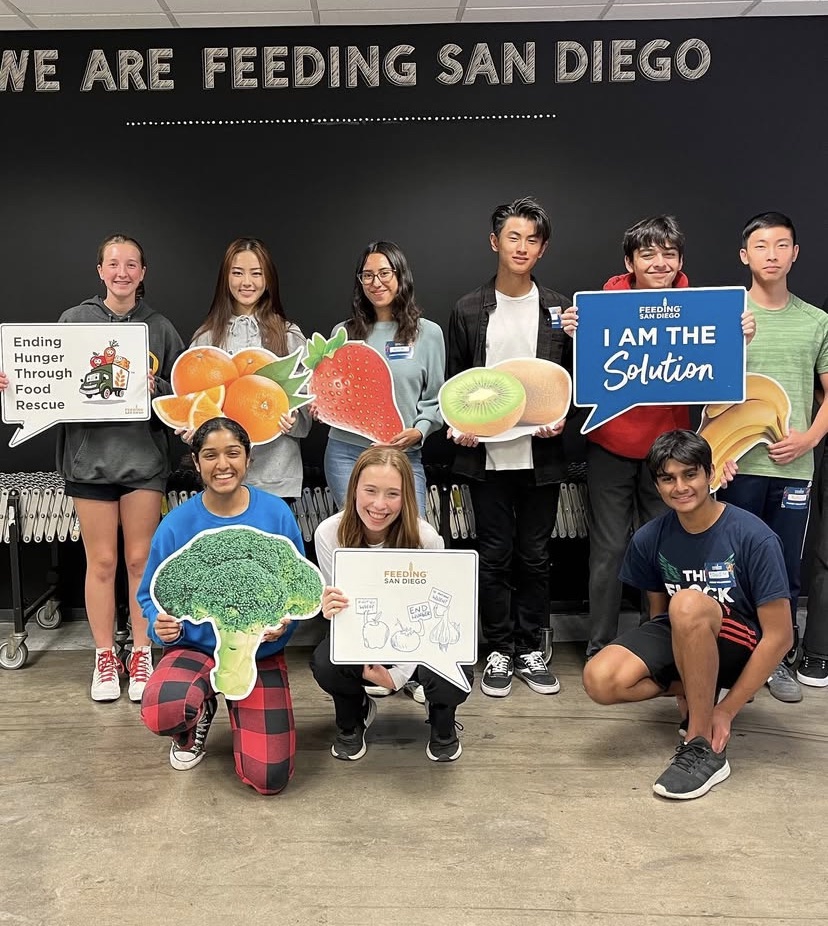 WE ARE FEEDING SAN DIEGO
Ending
Hunger
Through
Food
Rescue
FEEDING
SAN DIEGO
I AM THE
Solution
FEEDING
SAN DIEGO
END
HUNGER
THE
FLOCK